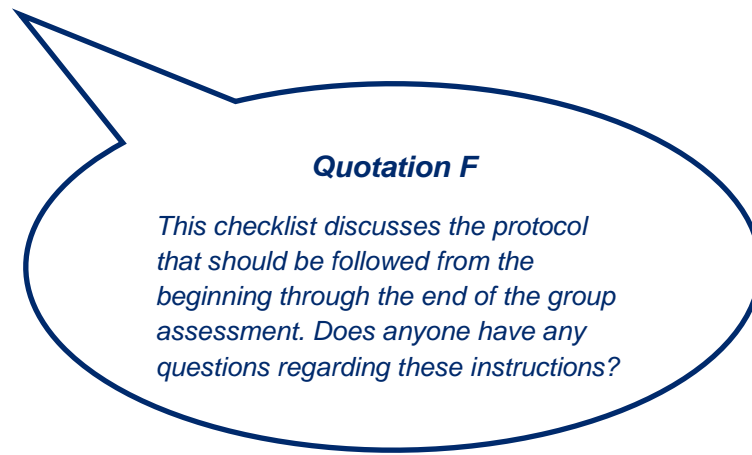 Quotation F
This checklist discusses the protocol
that should be followed from the
beginning through the end of the group
assessment. Does anyone have any
questions regarding these instructions?